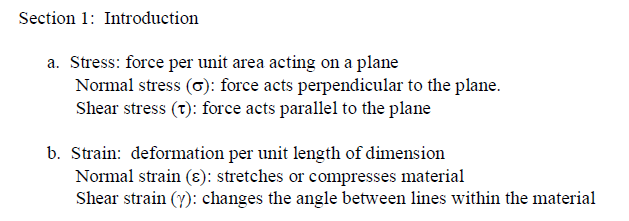 Section 1:  Introduction
a.  Stress: force per unit area acting on a plane
Normal stress (σ): force acts perpendicular to the plane.
Shear stress (τ): force acts parallel to the plane
b.  Strain:  deformation per unit length of dimension
Normal strain (ε): stretches or compresses material
Shear strain (γ): changes the angle between lines within the material